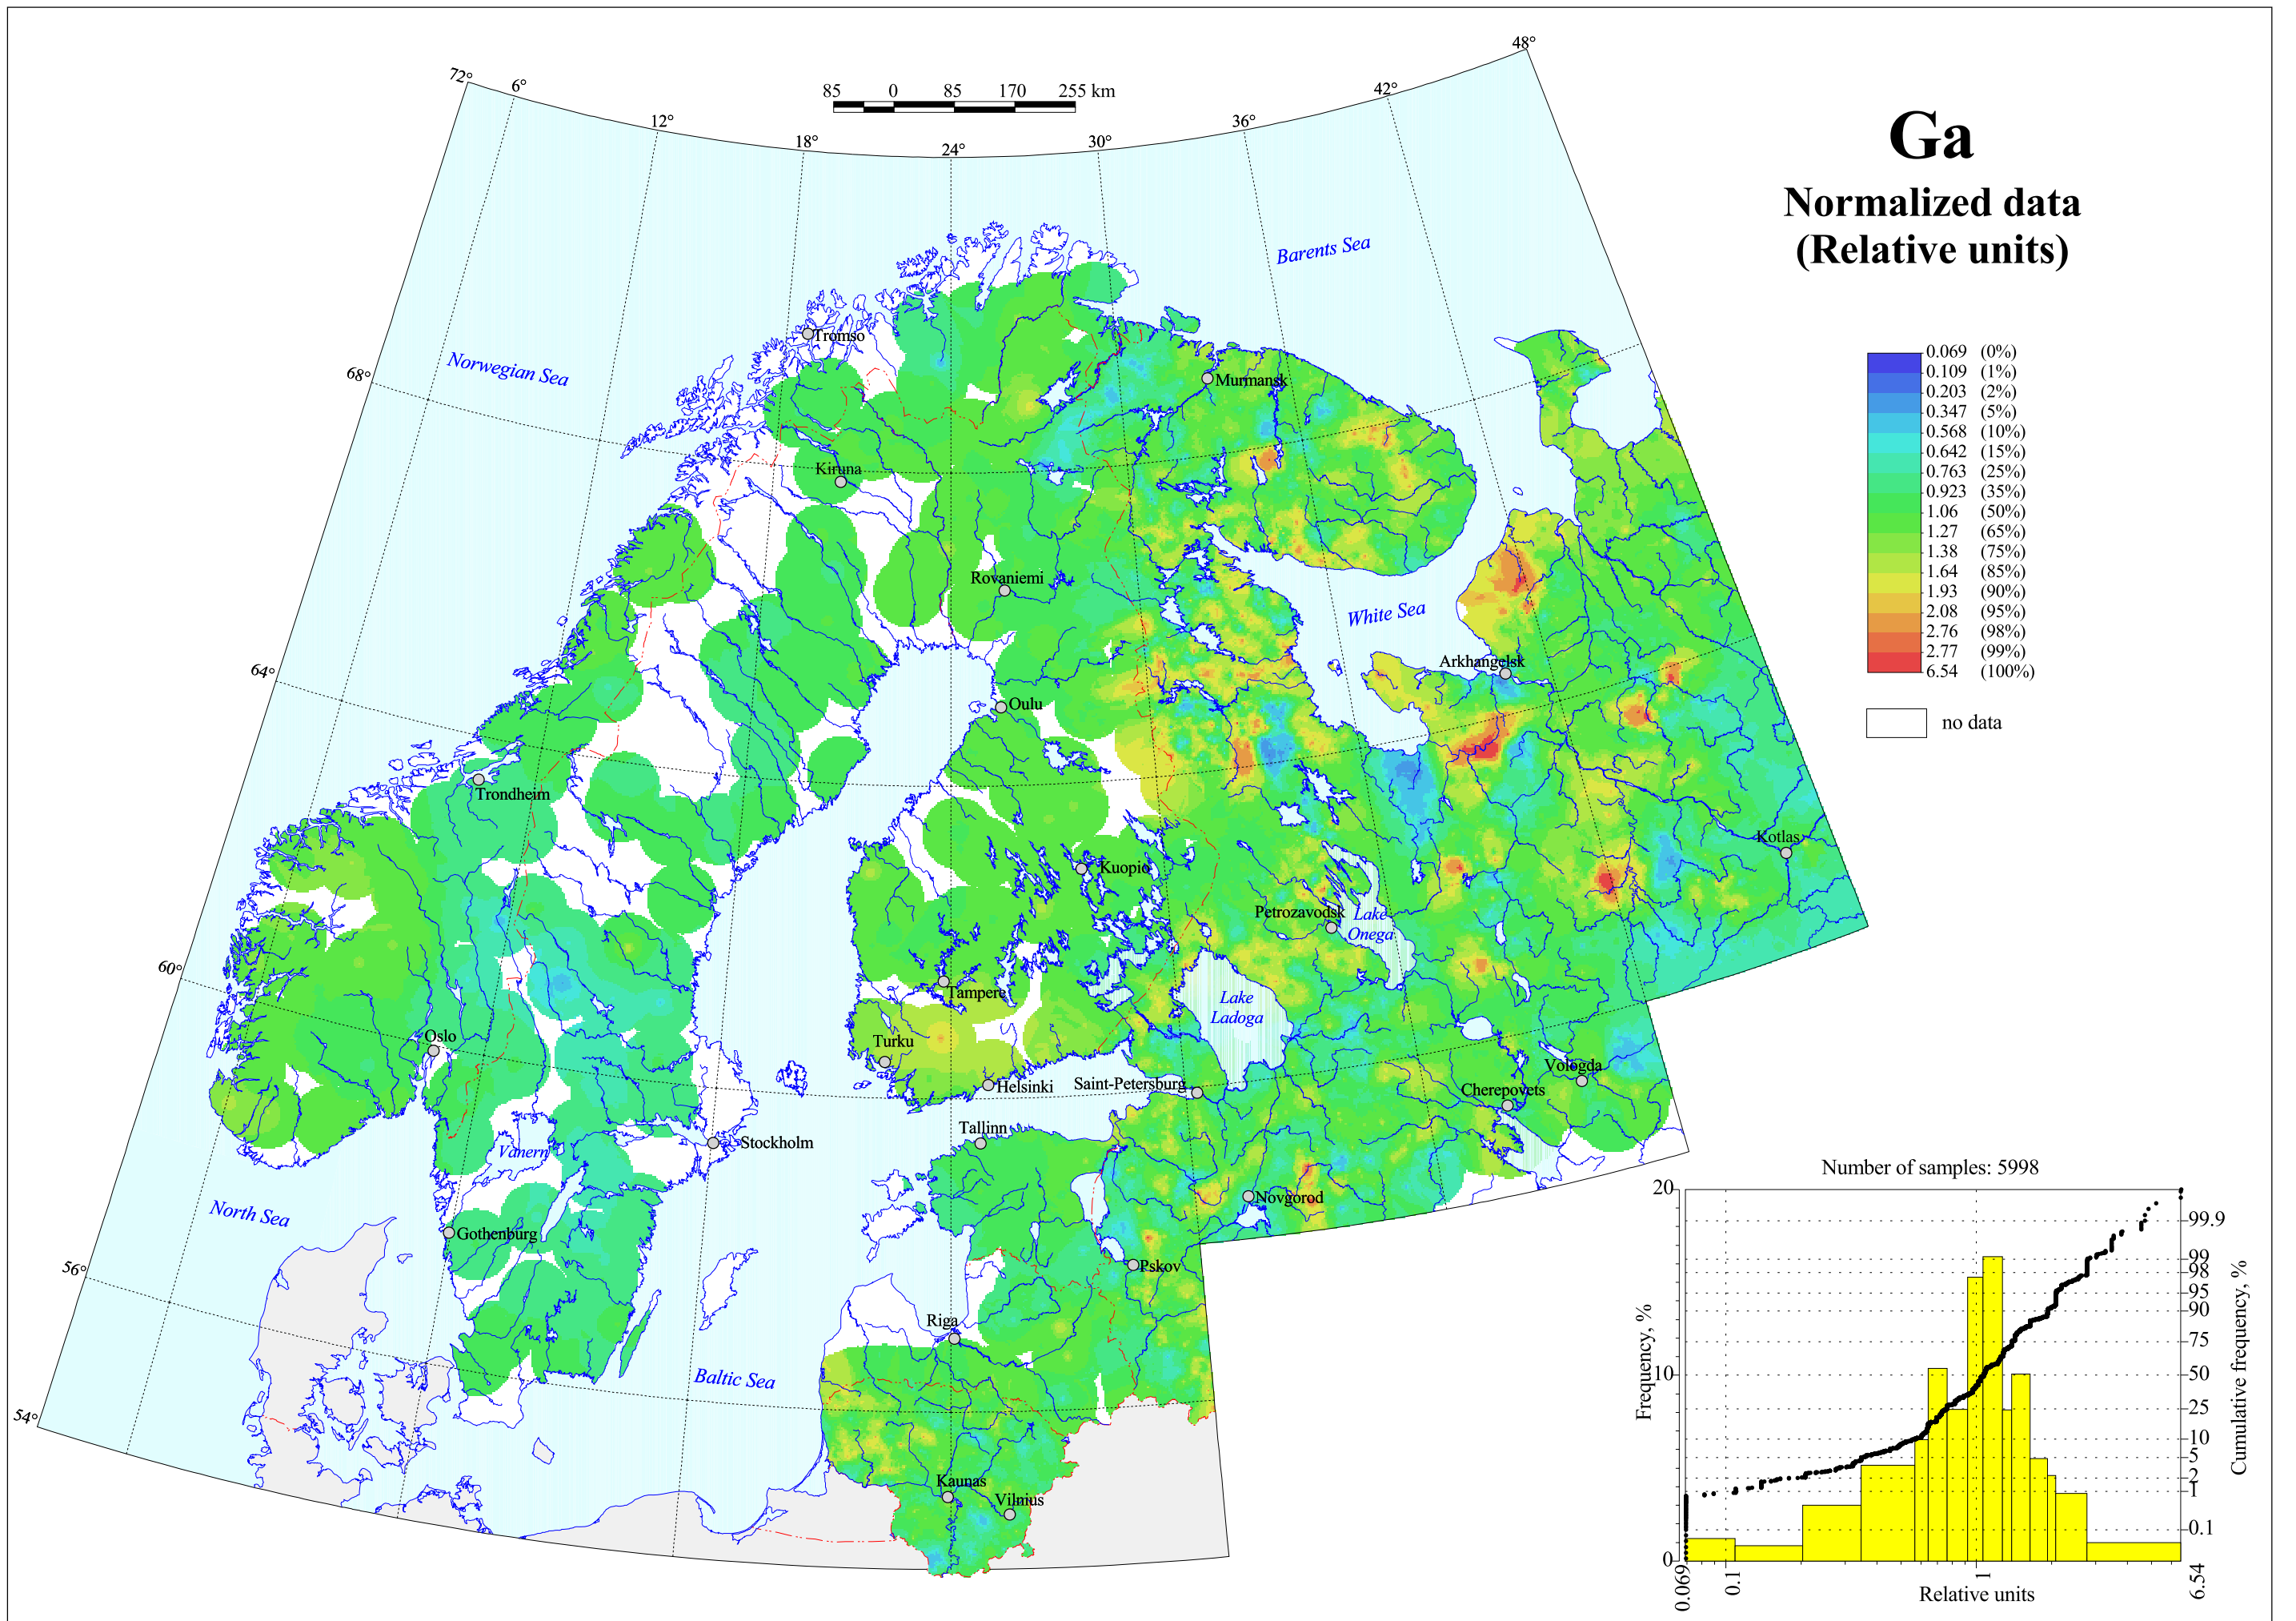 Ga
Normalized data
(Relative units)
72°
6°
12°
18°
24°
30°
36°
42°
48°
68°
64°
60°
56°
54°
85 0 85 170 255 km
Barents Sea
Norwegian Sea
Tromso
Murmansk
Kiruna
Rovaniemi
White Sea
Arkhangelsk
Oulu
Trondheim
Kotlas
Kuopio
Petrozavodsk
Lake
Onega
Tampere
Lake
Ladoga
Oslo
Turku
Helsinki
Saint-Petersburg
Vologda
Cherepovets
Tallinn
Stockholm
Vanern
Novgorod
North Sea
Gothenburg
Pskov
Riga
Baltic Sea
Kaunas
Vilnius
0.069 (0%)
0.109 (1%)
0.203 (2%)
0.347 (5%)
0.568 (10%)
0.642 (15%)
0.763 (25%)
0.923 (35%)
1.06 (50%)
1.27 (65%)
1.38 (75%)
1.64 (85%)
1.93 (90%)
2.08 (95%)
2.76 (98%)
2.77 (99%)
6.54 (100%)
no data
Number of samples: 5998
Frequency, %
20
10
0
Cumulative frequency, %
99.9
99
98
95
90
75
50
25
10
5
2
1
0.1
0.069
0.1
1
6.54
Relative units